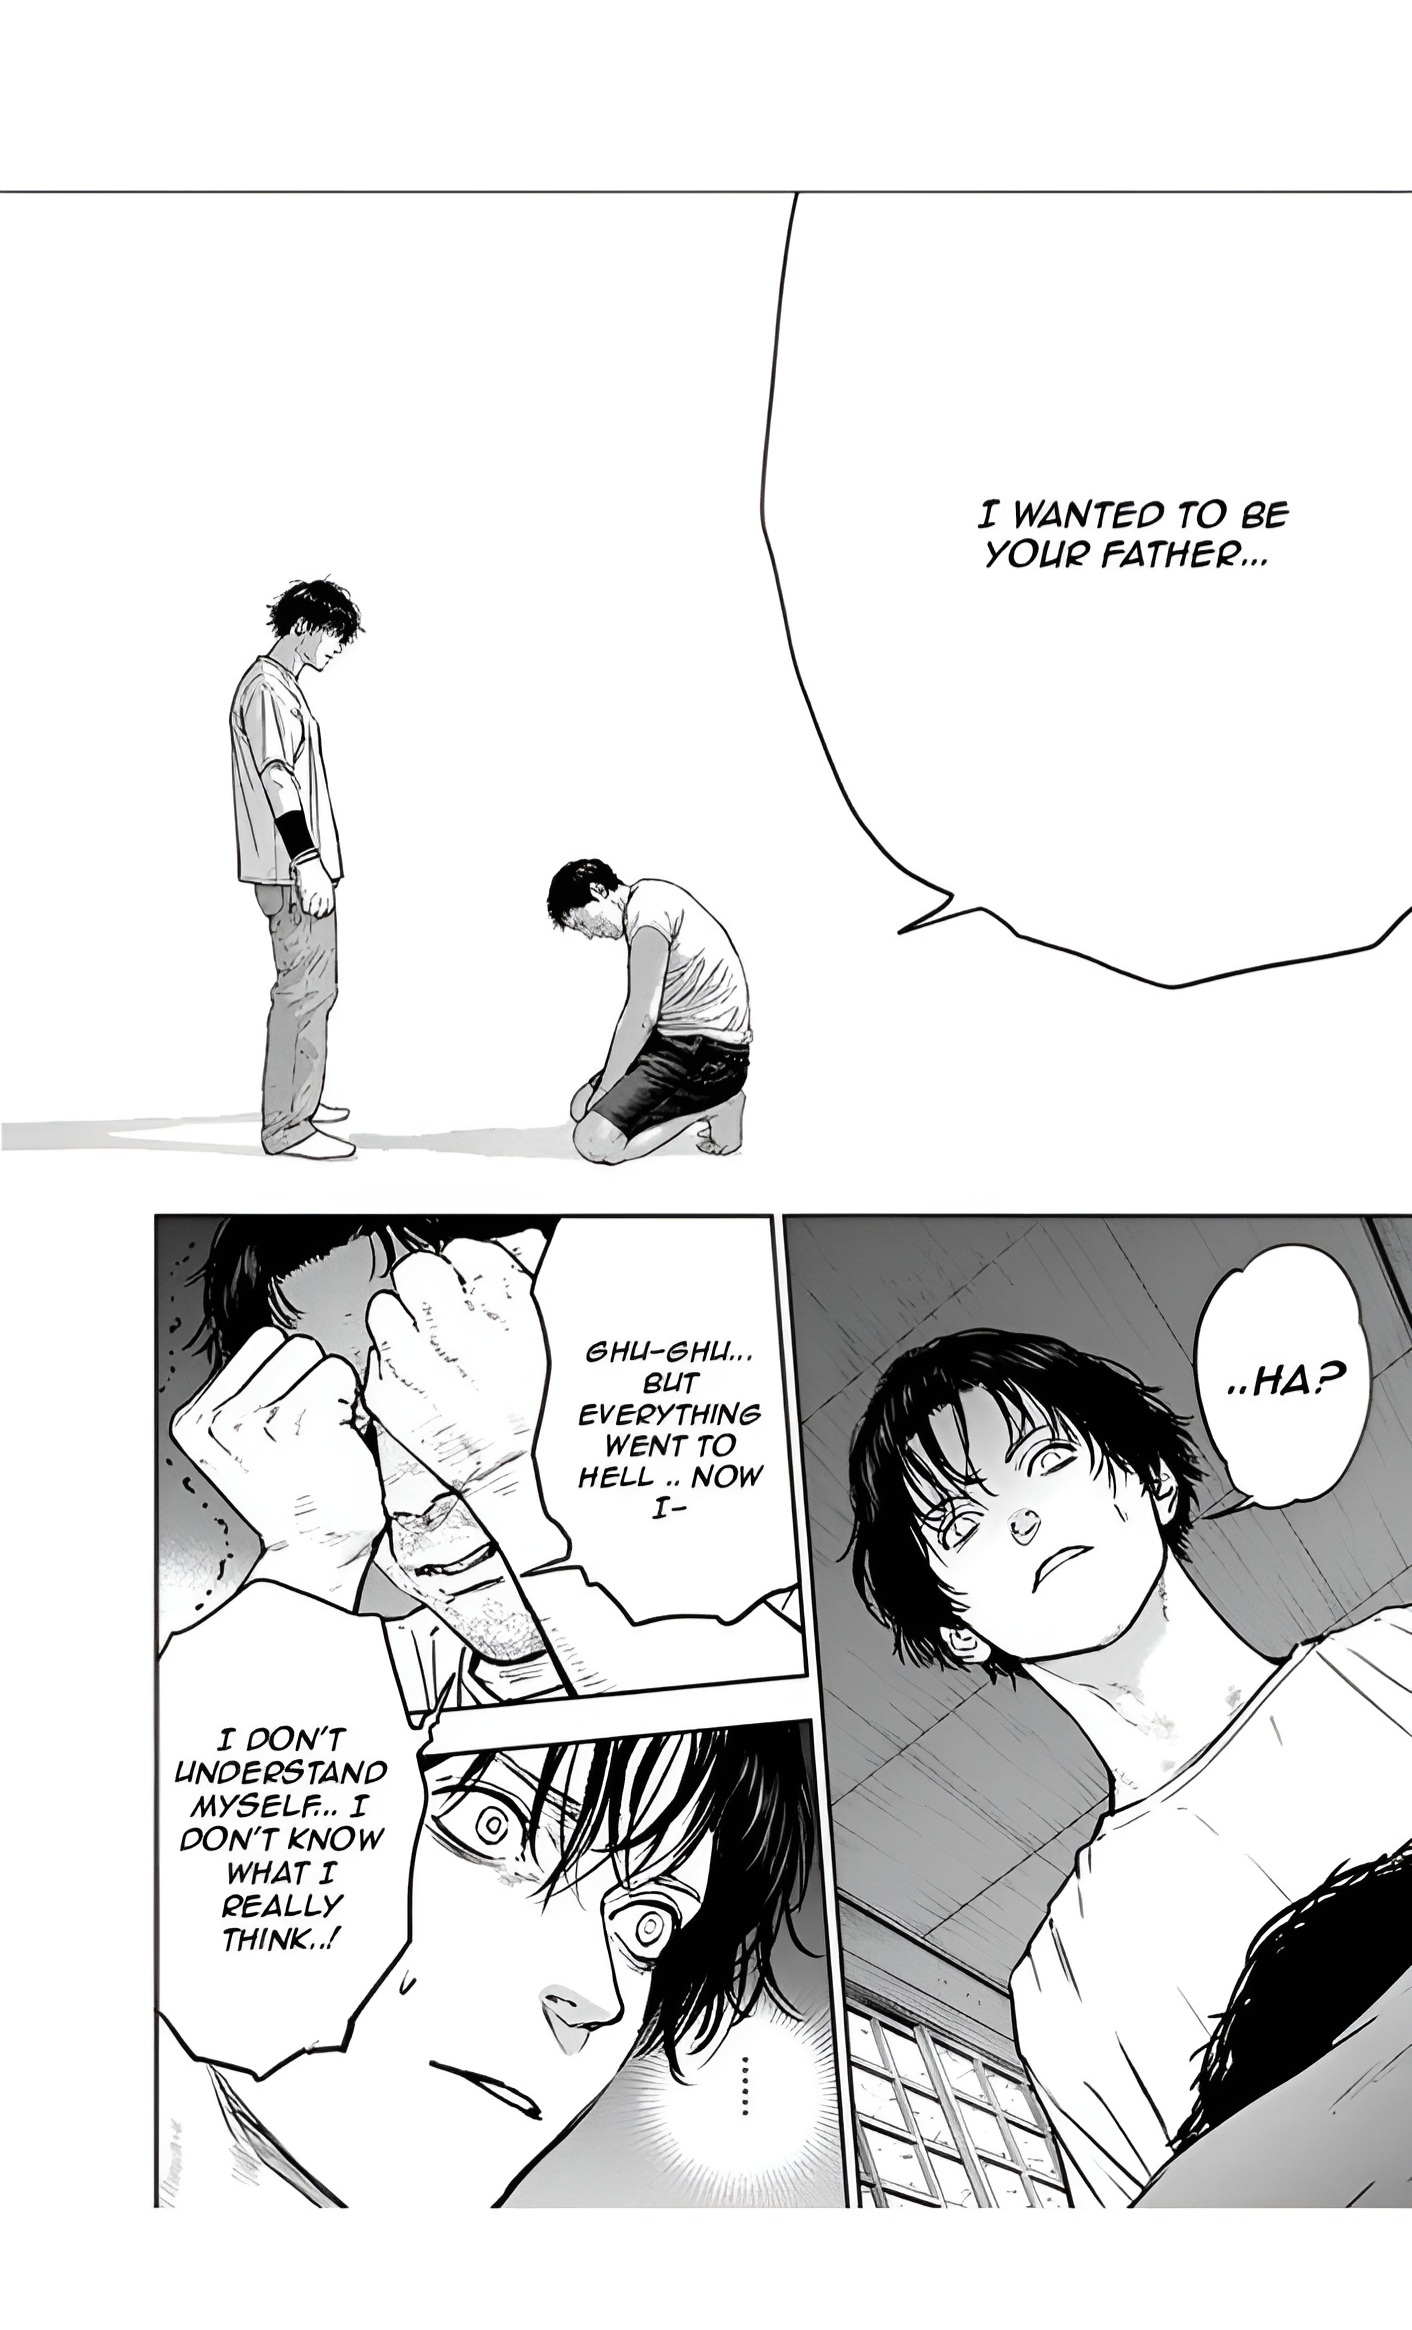 I WANTED TO BE
YOUR FATHER...
..HA?
GHU-GHU...
BUT
EVERYTHING
WENT TO
HELL .. NOW
I-
I DON'T
UNDERSTAND
MYSELF... I
DON'T KNOW
WHAT I
REALLY
THINK..!
.......